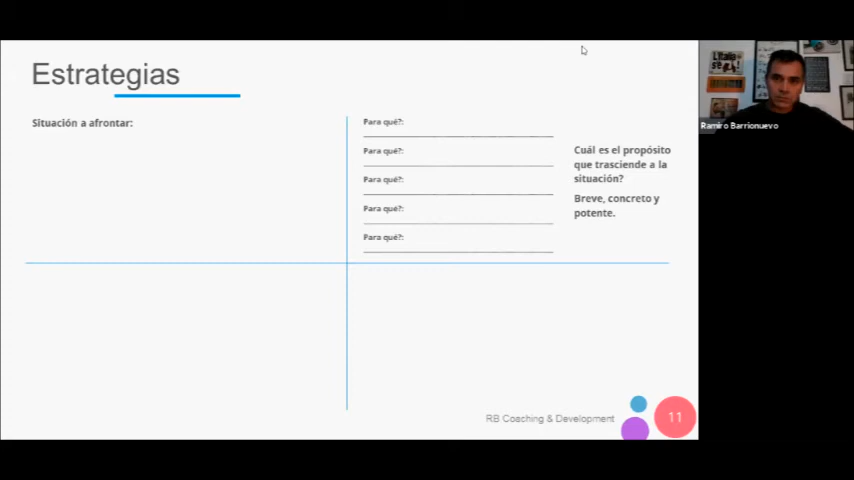 Estrategias
Situación a afrontar:
Para qué?:
Para qué?:
Para qué?:
Para qué?:
Para qué?:
Cuál es el propósito
que trasciende a la
situación?
Breve, concreto y
potente.
RB Coaching & Development
11
Ramiro Barrionuevo